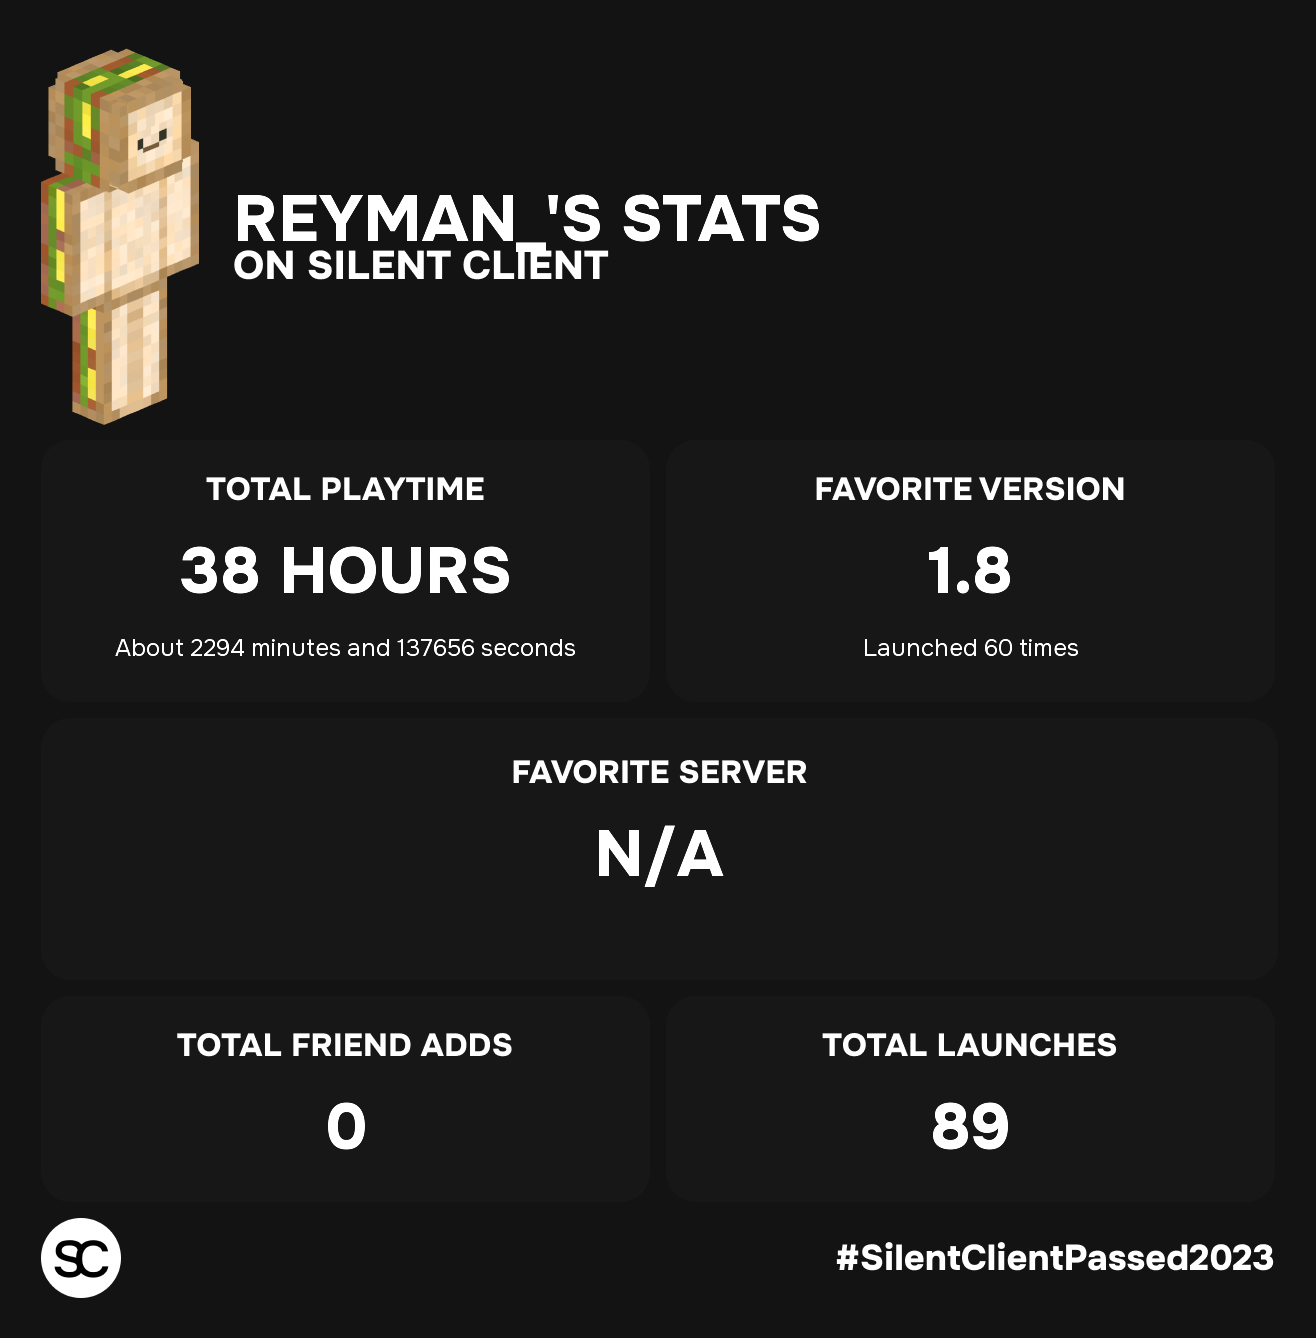 REYMAN_'S STATS
ON SILENT CLIENT
TOTAL PLAYTIME
38 HOURS
About 2294 minutes and 137656 seconds
FAVORITE VERSION
1.8
Launched 60 times
FAVORITE SERVER
N/A
TOTAL FRIEND ADDS
0
TOTAL LAUNCHES
89
SC
#SilentClientPassed2023